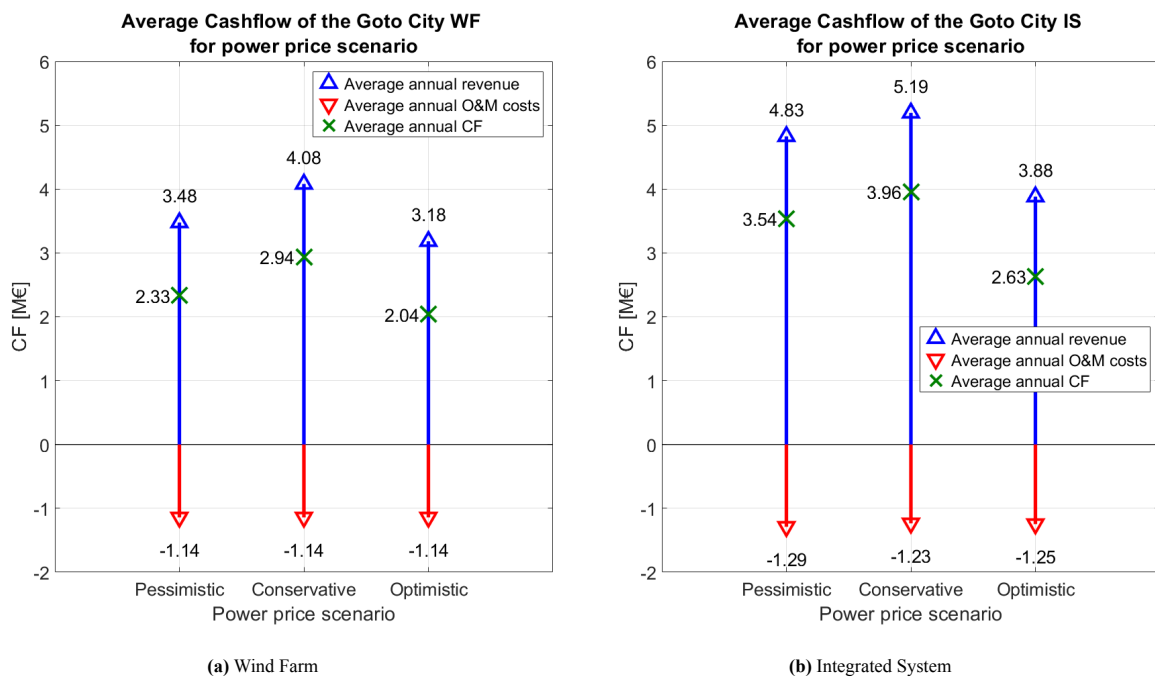 Average Cashflow of the Goto City WF
for power price scenario
6
5
4
3
2
1
0
-1
-2
CF [M€]
Average annual revenue
Average annual O&M costs
Average annual CF
3.48
4.08
3.18
2.33
2.94
2.04
-1.14
-1.14
-1.14
Pessimistic
Conservative
Optimistic
Power price scenario
(a) Wind Farm
Average Cashflow of the Goto City IS
for power price scenario
6
5
4
3
2
1
0
-1
-2
CF [M€]
4.83
5.19
3.88
3.54
3.96
2.63
Average annual revenue
Average annual O&M costs
Average annual CF
-1.29
-1.23
-1.25
Pessimistic
Conservative
Optimistic
Power price scenario
(b) Integrated System